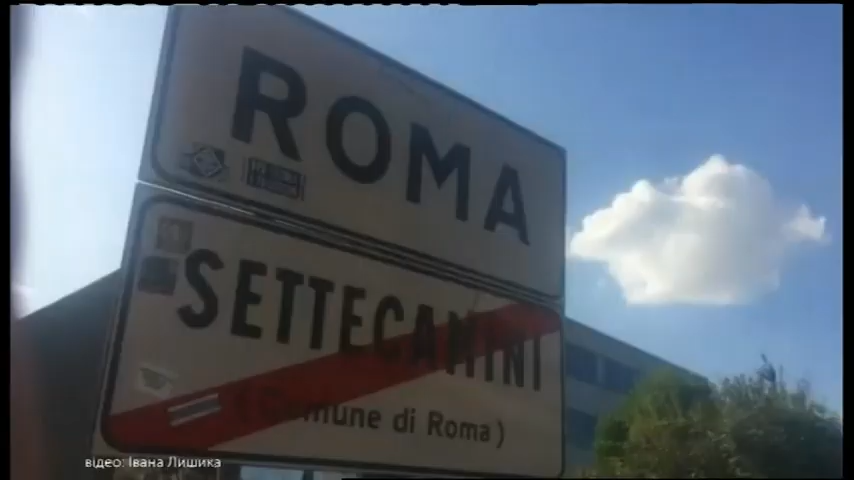 ROMA
SETTECAMINI
(Comune di Roma)
відео: Івана Лишика